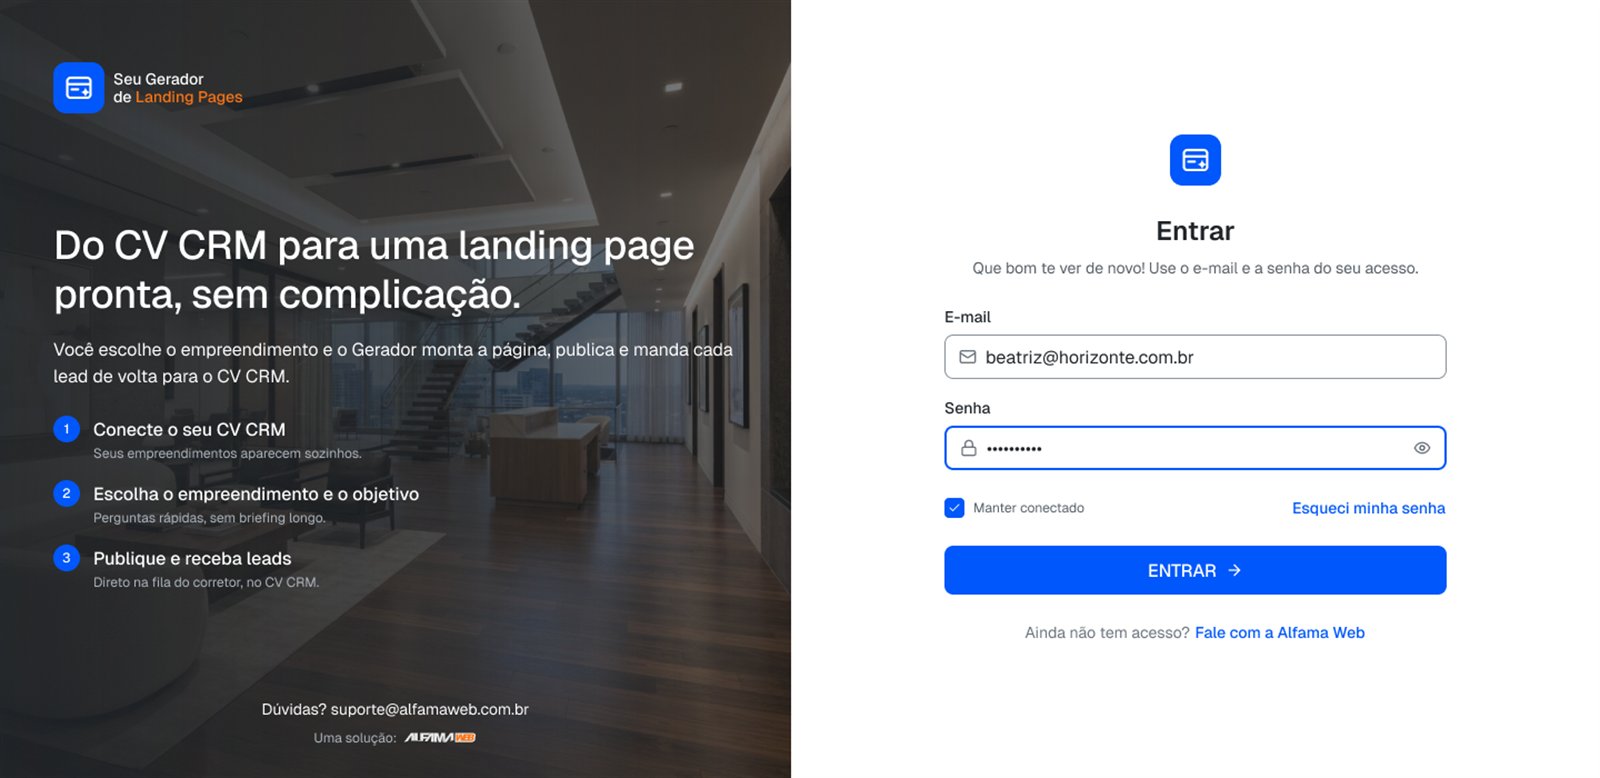 Seu Gerador
de Landing Pages
Do CV CRM para uma landing page
pronta, sem complicação.
Você escolhe o empreendimento e o Gerador monta a página, publica e manda cada
lead de volta para o CV CRM.
1 Conecte o seu CV CRM
Seus empreendimentos aparecem sozinhos.
2 Escolha o empreendimento e o objetivo
Perguntas rápidas, sem briefing longo.
3 Publique e receba leads
Direto na fila do corretor, no CV CRM.
Dúvidas? suporte@alfamaweb.com.br
Uma solução: ALFAMA WEB
Entrar
Que bom te ver de novo! Use o e-mail e a senha do seu acesso.
E-mail
beatriz@horizonte.com.br
Senha
••••••••••
Manter conectado
Esqueci minha senha
ENTRAR →
Ainda não tem acesso? Fale com a Alfama Web